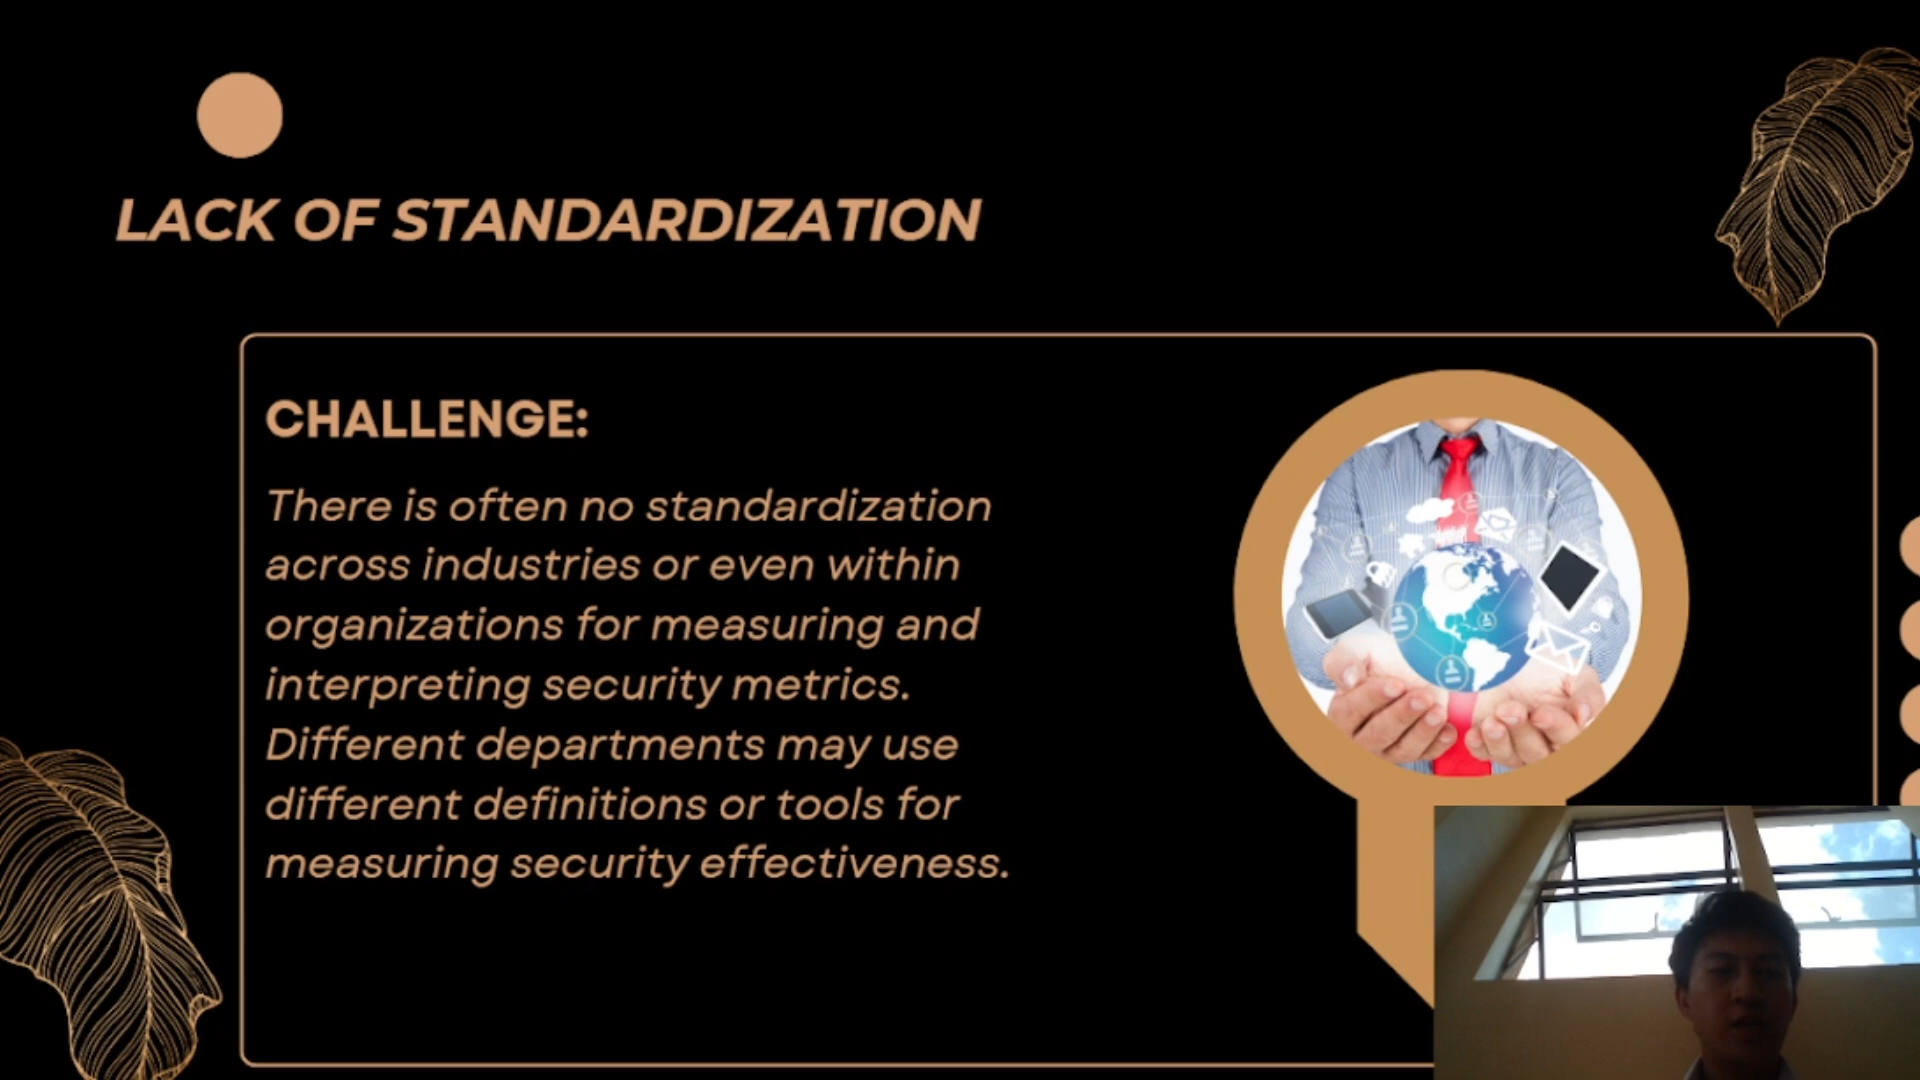 LACK OF STANDARDIZATION
CHALLENGE:
There is often no standardization
across industries or even within
organizations for measuring and
interpreting security metrics.
Different departments may use
different definitions or tools for
measuring security effectiveness.